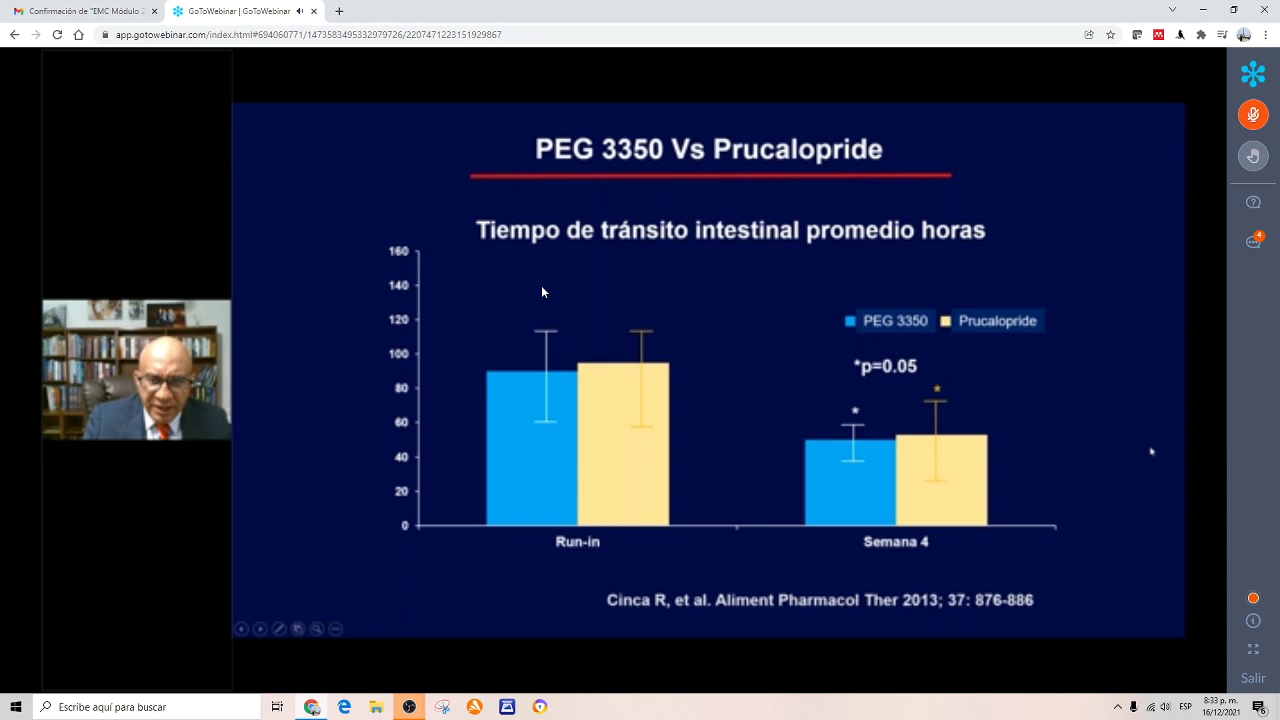 Confirmación de "EMC Módulo 2
GoToWebinar | GoToWebinar
app.gotowebinar.com/index.html#694060771/1473583495332979726/2207471223151929867
PEG 3350 Vs Prucalopride
Tiempo de tránsito intestinal promedio horas
160
140
120
100
80
60
40
20
0
PEG 3350
Prucalopride
*p=0.05
*
*
Run-in
Semana 4
Cinca R, et al. Aliment Pharmacol Ther 2013; 37: 876-886
4
Salir
Escribe aquí para buscar
ESP
8:33 p. m.
16/12/2021